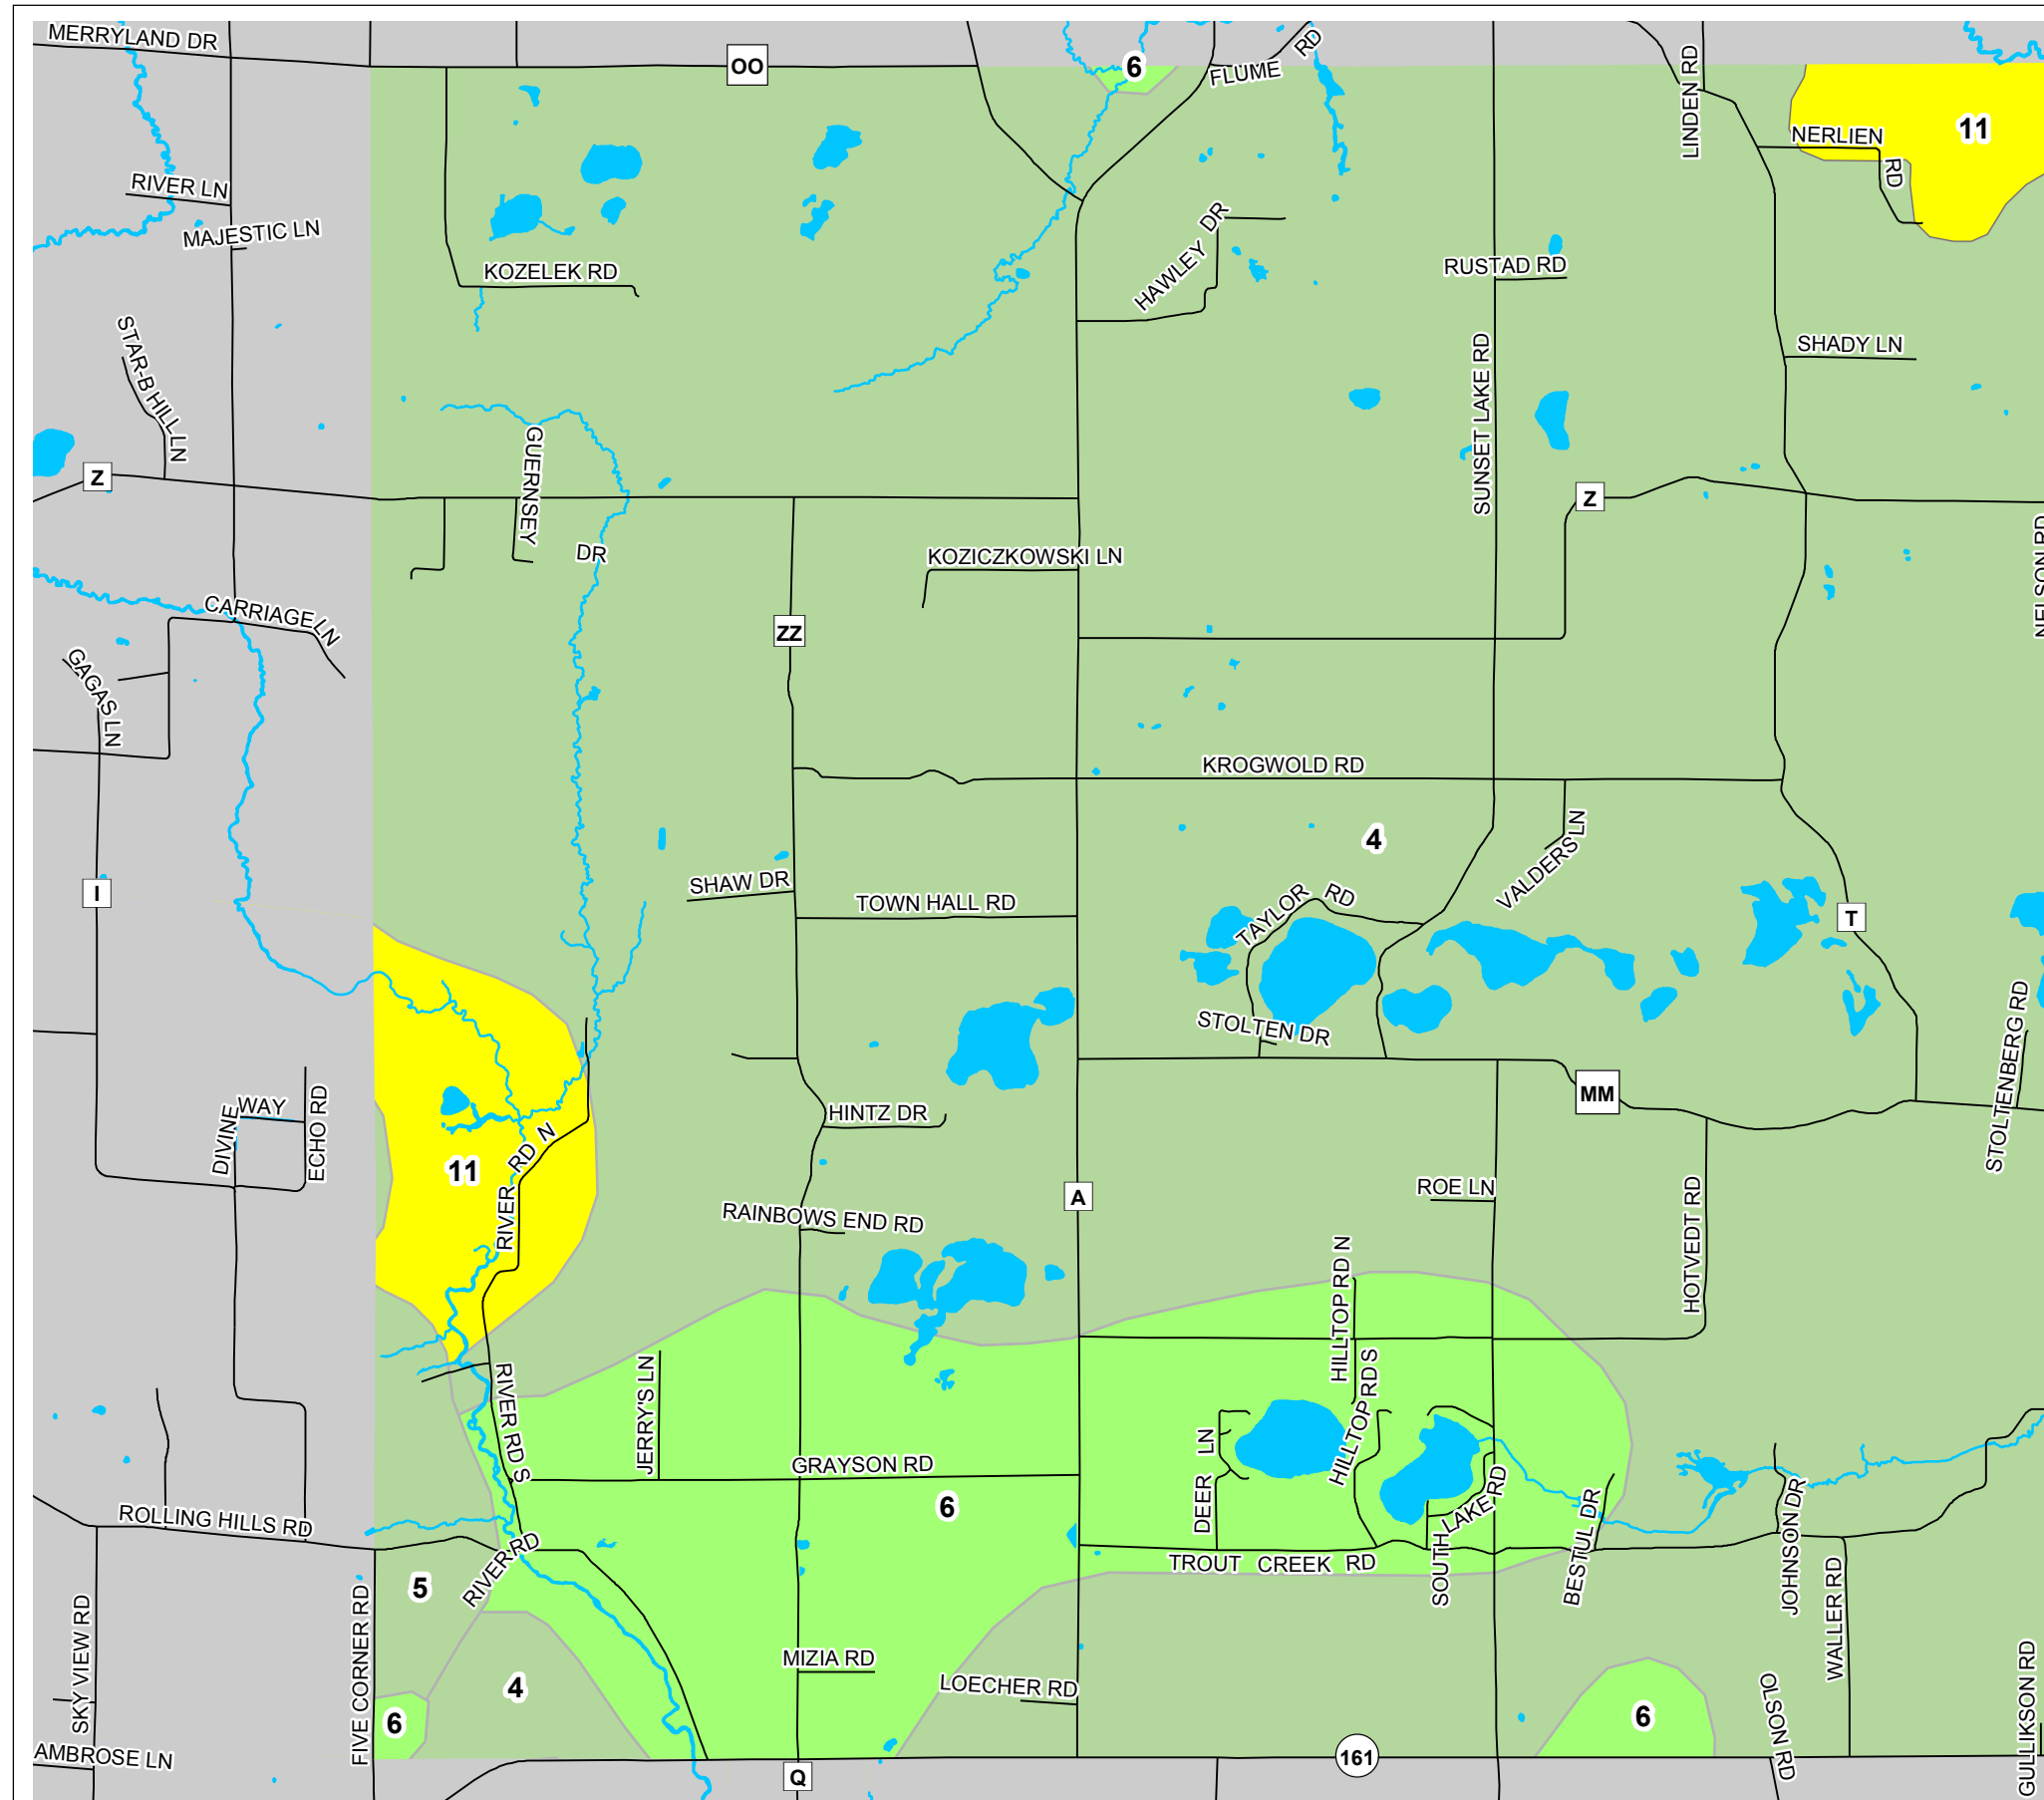 MERRYLAND DR
OO
6
FLUME RD
LINDEN RD
NERLIEN RD
11
RIVER LN
MAJESTIC LN
KOZELEK RD
HAWLEY DR
RUSTAD RD
STAR-B HILL LN
SUNSET LAKE RD
SHADY LN
Z
GUERNSEY DR
Z
NELSON RD
KOZICZKOWSKI LN
CARRIAGE LN
ZZ
GAGAS LN
KROGWOLD RD
4
VALDERS LN
I
SHAW DR
TOWN HALL RD
TAYLOR RD
T
STOLTEN DR
STOLTENBERG RD
MM
DIVINE WAY
ECHO RD
HINTZ DR
11
RIVER RD N
A
ROE LN
HOTVEDT RD
RAINBOWS END RD
HILLTOP RD N
RIVER RD S
JERRY'S LN
HILLTOP RD S
DEER LN
GRAYSON RD
6
SOUTH LAKE RD
BESTUL DR
JOHNSON DR
ROLLING HILLS RD
RIVER RD
TROUT CREEK RD
5
WALLER RD
SKY VIEW RD
FIVE CORNER RD
4
MIZIA RD
LOECHER RD
6
6
OLSON RD
GULLIKSON RD
AMBROSE LN
Q
161